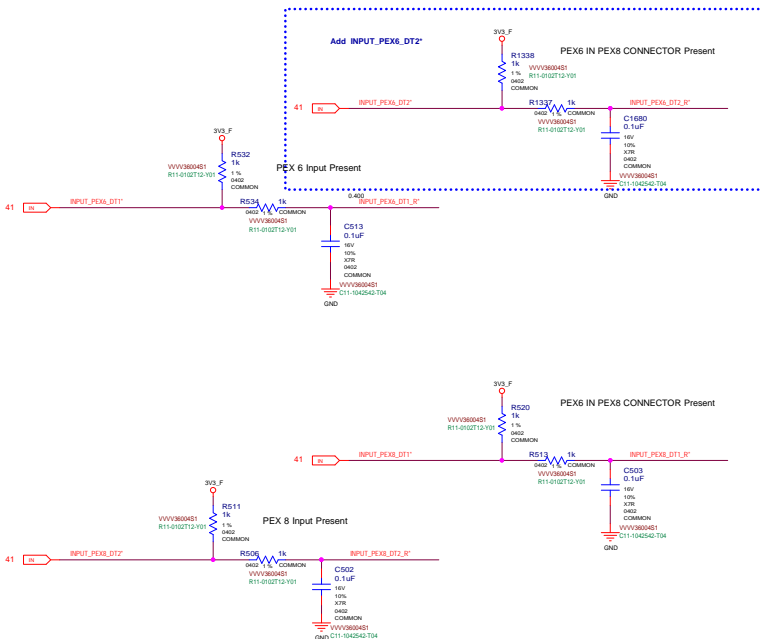 Add INPUT_PEX6_DT2*
3V3_F
R1338
1k
1 %
0402
COMMON
VVVV36004S1
R11-0102T12-Y01
PEX6 IN PEX8 CONNECTOR Present
41
IN
INPUT_PEX6_DT2*
R1337
1k
0402
1 %
COMMON
VVVV36004S1
R11-0102T12-Y01
INPUT_PEX6_DT2_R*
C1680
0.1uF
16V
10%
X7R
0402
COMMON
VVVV36004S1
C11-1042542-T04
GND
3V3_F
R532
1k
1 %
0402
COMMON
VVVV36004S1
R11-0102T12-Y01
PEX 6 Input Present
0.400
41
IN
INPUT_PEX6_DT1*
R534
1k
0402
1 %
COMMON
VVVV36004S1
R11-0102T12-Y01
INPUT_PEX6_DT1_R*
C513
0.1uF
16V
10%
X7R
0402
COMMON
VVVV36004S1
C11-1042542-T04
GND
3V3_F
R520
1k
1 %
0402
COMMON
VVVV36004S1
R11-0102T12-Y01
PEX6 IN PEX8 CONNECTOR Present
41
IN
INPUT_PEX8_DT1*
R513
1k
0402
1 %
COMMON
VVVV36004S1
R11-0102T12-Y01
INPUT_PEX8_DT1_R*
C503
0.1uF
16V
10%
X7R
0402
COMMON
VVVV36004S1
C11-1042542-T04
GND
3V3_F
R511
1k
1 %
0402
COMMON
VVVV36004S1
R11-0102T12-Y01
PEX 8 Input Present
41
IN
INPUT_PEX8_DT2*
R506
1k
0402
1 %
COMMON
VVVV36004S1
R11-0102T12-Y01
INPUT_PEX8_DT2_R*
C502
0.1uF
16V
10%
X7R
0402
COMMON
VVVV36004S1
C11-1042542-T04
GND